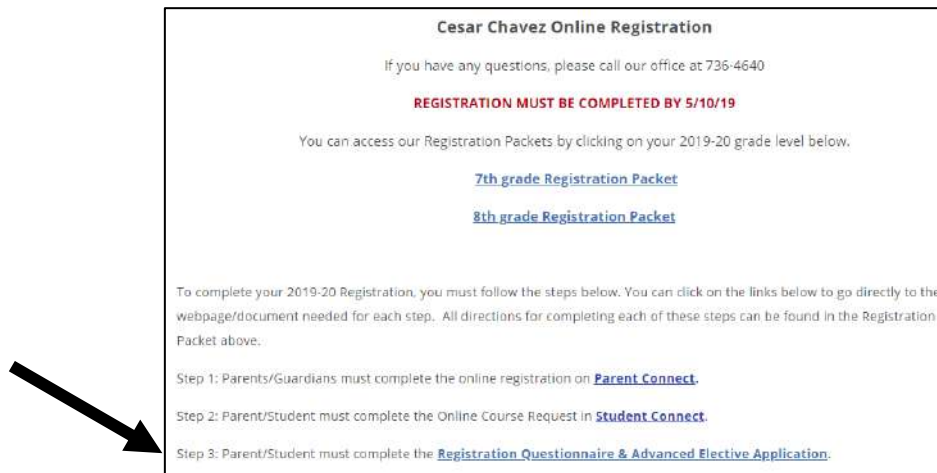 Cesar Chavez Online Registration
If you have any questions, please call our office at 736-4640
REGISTRATION MUST BE COMPLETED BY 5/10/19
You can access our Registration Packets by clicking on your 2019-20 grade level below.
7th grade Registration Packet
8th grade Registration Packet
To complete your 2019-20 Registration, you must follow the steps below. You can click on the links below to go directly to the
webpage/document needed for each step. All directions for completing each of these steps can be found in the Registration
Packet above.
Step 1: Parents/Guardians must complete the online registration on Parent Connect.
Step 2: Parent/Student must complete the Online Course Request in Student Connect.
Step 3: Parent/Student must complete the Registration Questionnaire & Advanced Elective Application.